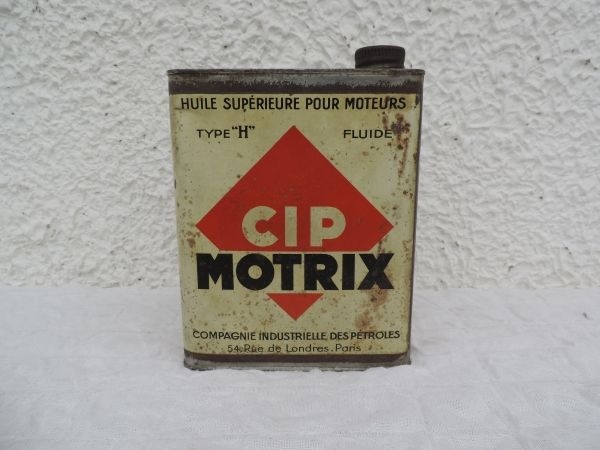 HUILE SUPÉRIEURE POUR MOTEURS
TYPE "H" FLUIDE
CIP
MOTRIX
COMPAGNIE INDUSTRIELLE DES PÉTROLES
54, Rue de Londres. Paris